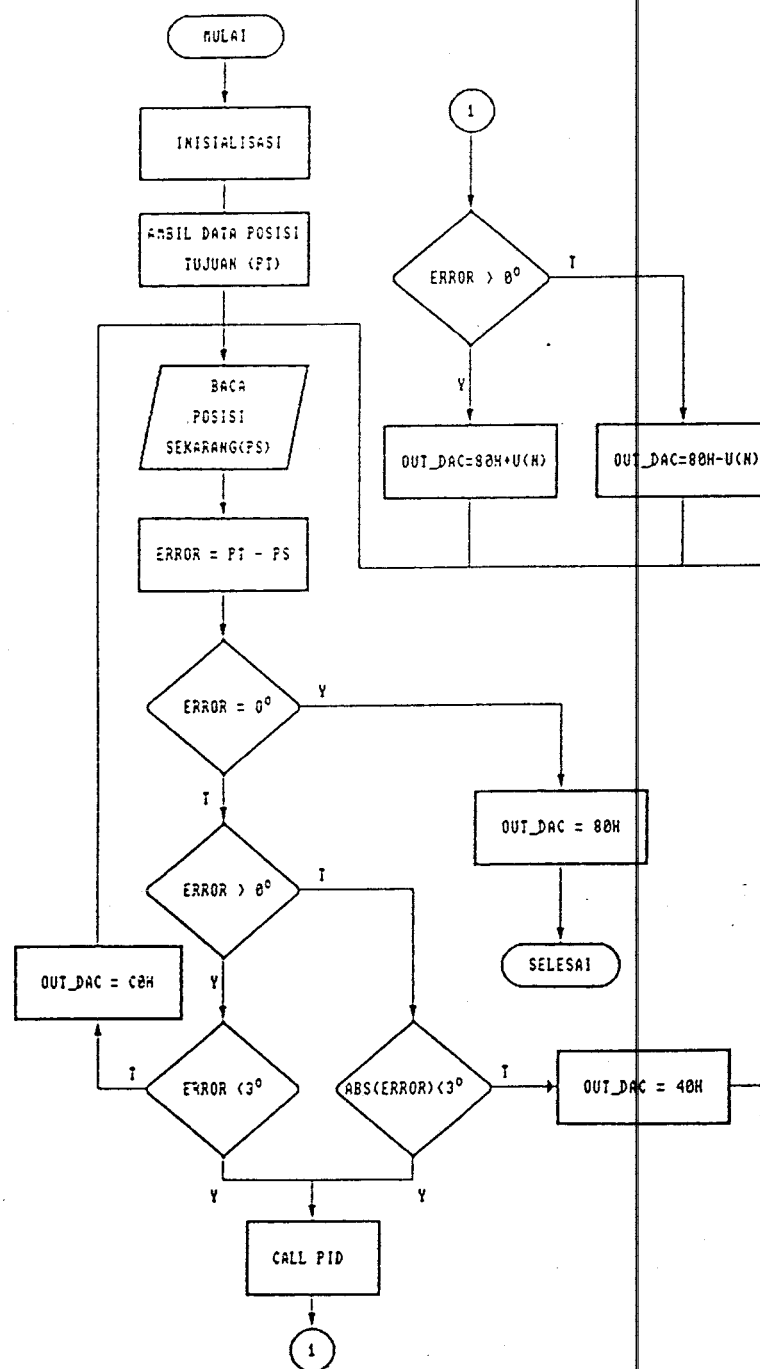 MULAI
INISIALISASI
AMBIL DATA POSISI
TUJUAN (PT)
BACA
POSISI
SEKARANG(PS)
ERROR = PT - PS
ERROR = 0°
Y
T
OUT_DAC = 80H
SELESAI
ERROR > 0°
T
Y
OUT_DAC = C0H
T
ERROR <3°
ABS(ERROR)<3°
T
OUT_DAC = 40H
Y
Y
CALL PID
1
1
ERROR > 0°
T
Y
OUT_DAC=80H+U(N)
OUT_DAC=80H-U(N)